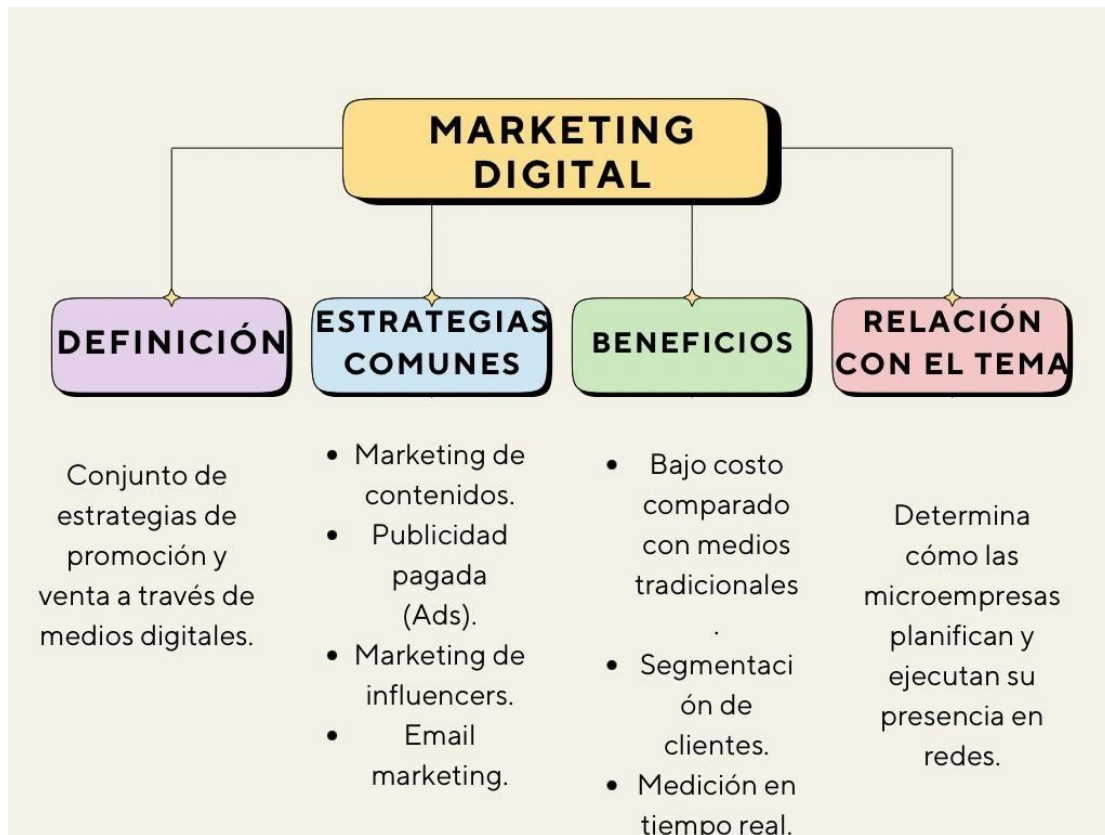 MARKETING
DIGITAL
DEFINICIÓN
ESTRATEGIAS
COMUNES
BENEFICIOS
RELACIÓN
CON EL TEMA
Conjunto de
estrategias de
promoción y
venta a través de
medios digitales.
• Marketing de
contenidos.
• Publicidad
pagada
(Ads).
• Marketing de
influencers.
• Email
marketing.
• Bajo costo
comparado
con medios
tradicionales
.
• Segmentaci
ón de
clientes.
• Medición en
tiempo real.
Determina
cómo las
microempresas
planifican y
ejecutan su
presencia en
redes.